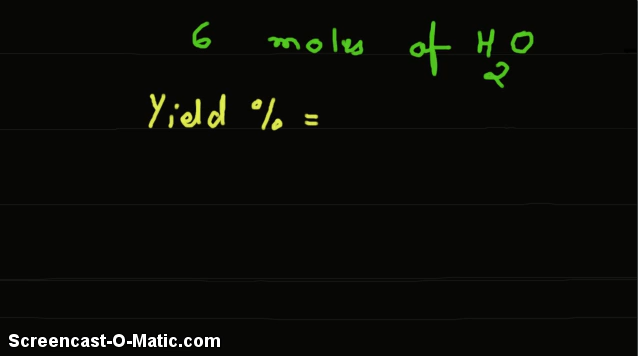 6 moles of H2O
Yield % =
Screencast-O-Matic.com